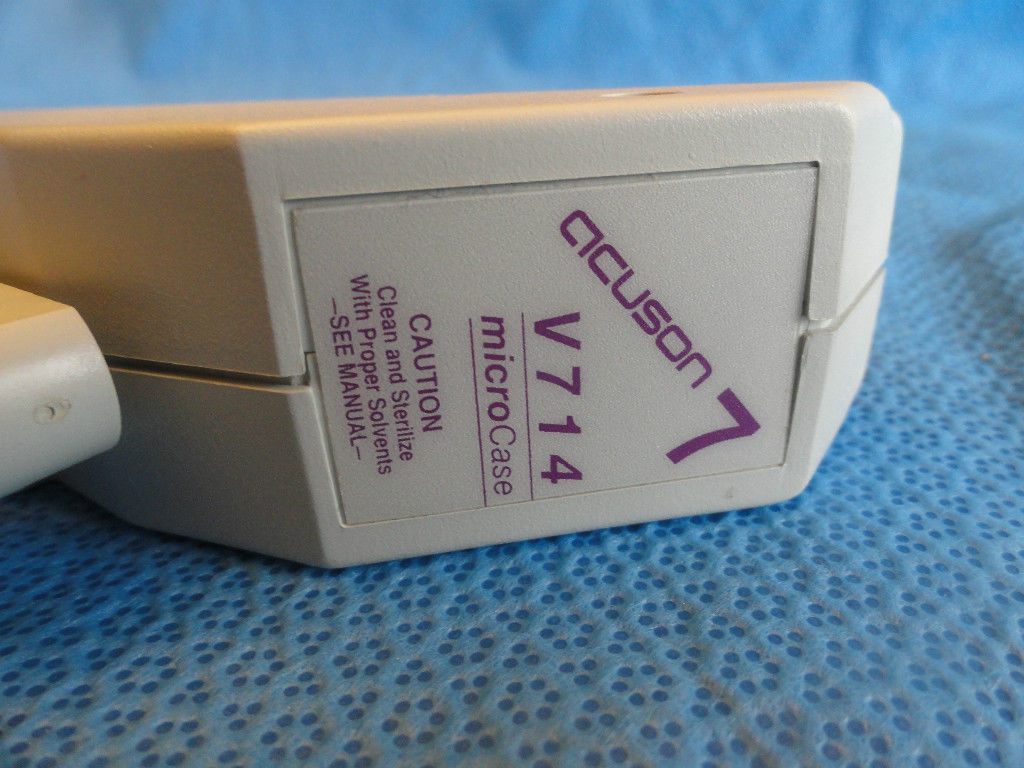 acuson 7
V714
microCase
CAUTION
Clean and Sterilize
With Proper Solvents
–SEE MANUAL–